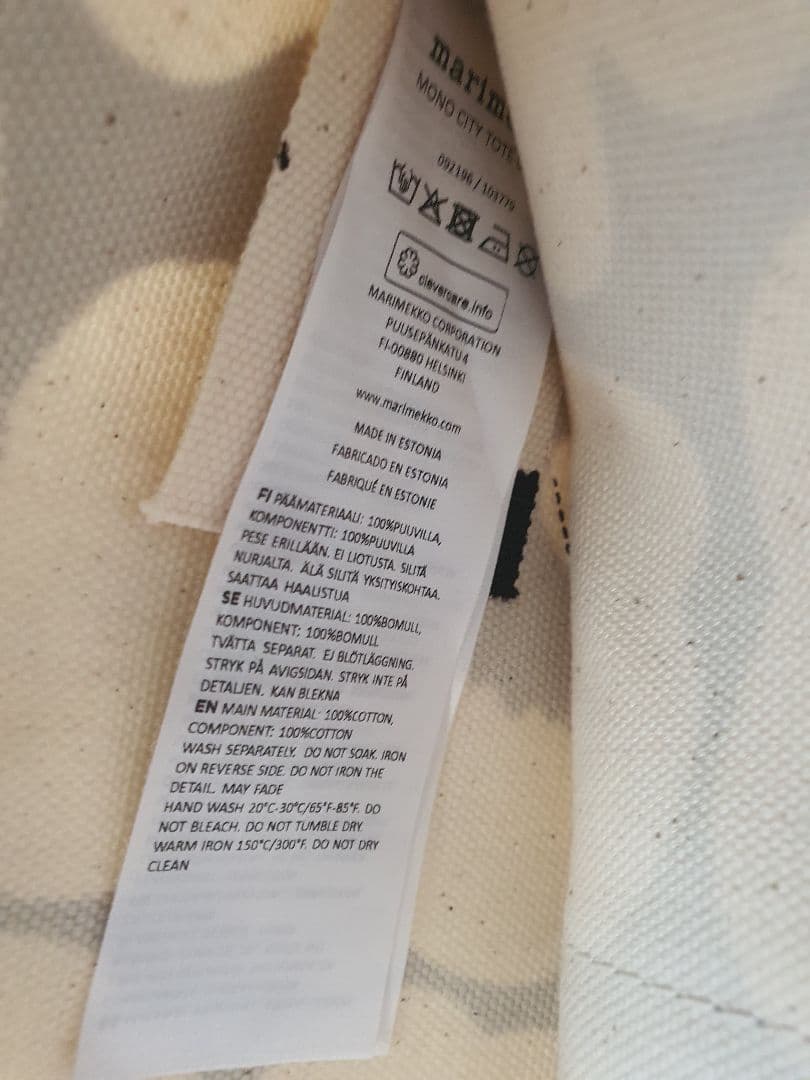 MONO CITY TOTE
092196 / 101779
clevercare.info
MARIMEKKO CORPORATION
PUUSEPÄNKATU 4
FI-00880 HELSINKI
FINLAND
www.marimekko.com
MADE IN ESTONIA
FABRICADO EN ESTONIA
FABRIQUÉ EN ESTONIE
FI PÄÄMATERIAALI: 100%PUUVILLA,
KOMPONENTTI: 100%PUUVILLA
PESE ERILLÄÄN. EI LIOTUSTA. SILITÄ
NURJALTA. ÄLÄ SILITÄ YKSITYISKOHTAA.
SAATTAA HAALISTUA
SE HUVUDMATERIAL: 100%BOMULL,
KOMPONENT: 100%BOMULL
TVÄTTA SEPARAT. EJ BLÖTLÄGGNING.
STRYK PÅ AVIGSIDAN. STRYK INTE PÅ
DETALJEN. KAN BLEKNA
EN MAIN MATERIAL: 100%COTTON,
COMPONENT: 100%COTTON
WASH SEPARATELY. DO NOT SOAK. IRON
ON REVERSE SIDE. DO NOT IRON THE
DETAIL. MAY FADE
HAND WASH 20°C-30°C/65°F-85°F. DO
NOT BLEACH. DO NOT TUMBLE DRY.
WARM IRON 150°C/300°F. DO NOT DRY
CLEAN